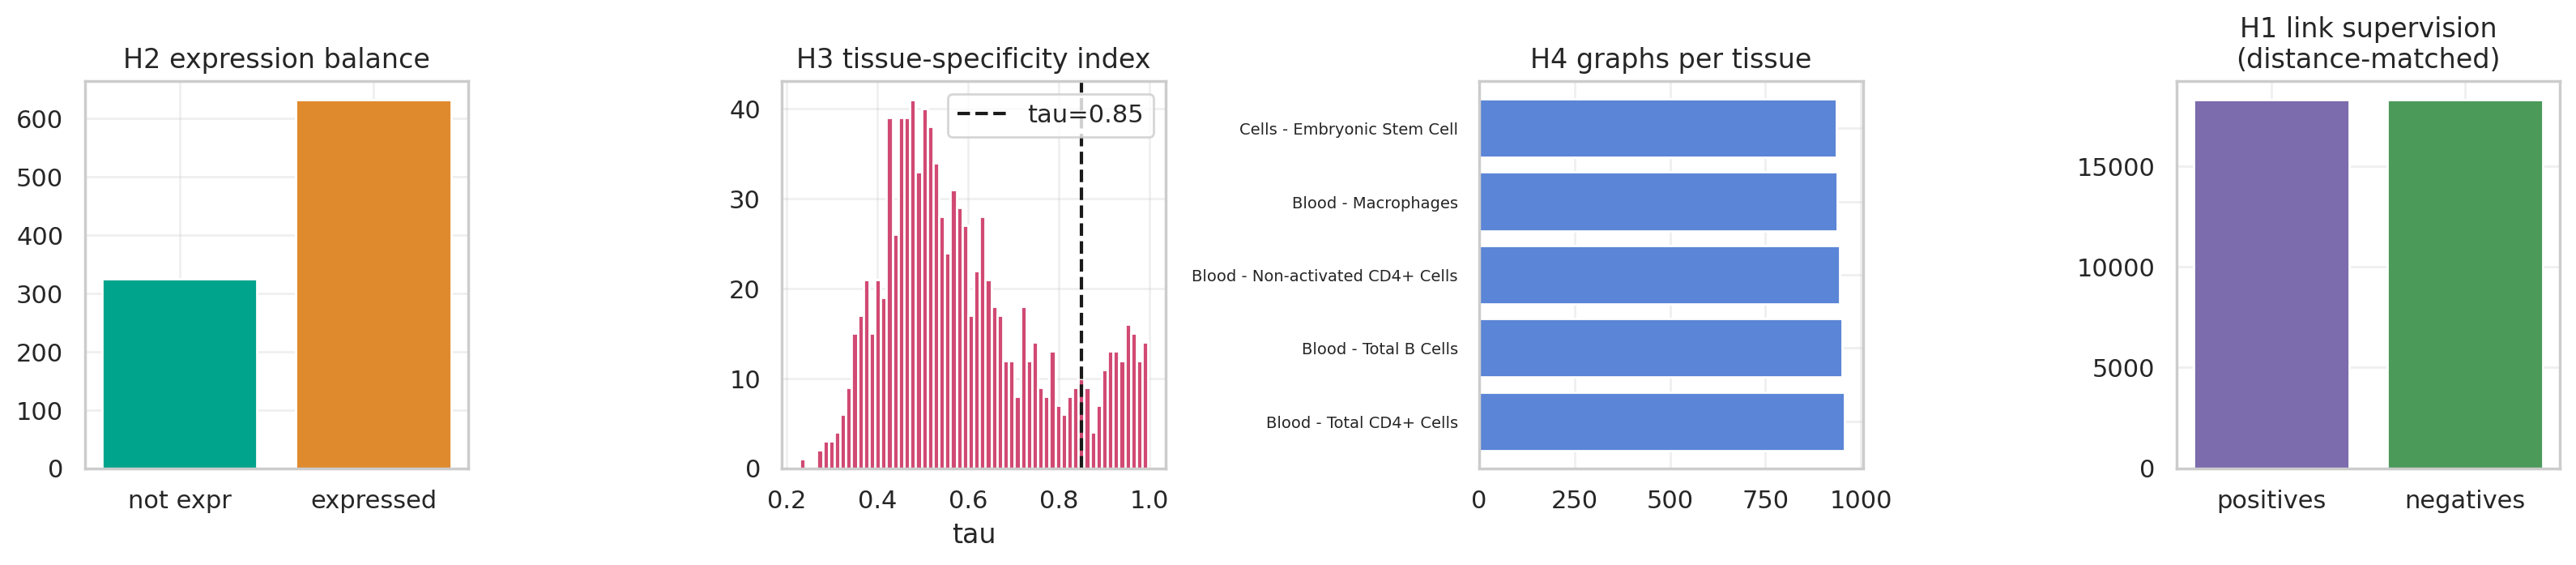 H2 expression balance
600
500
400
300
200
100
0
not expr
expressed
H3 tissue-specificity index
tau=0.85
40
30
20
10
0
0.2
0.4
0.6
0.8
1.0
tau
H4 graphs per tissue
Cells - Embryonic Stem Cell
Blood - Macrophages
Blood - Non-activated CD4+ Cells
Blood - Total B Cells
Blood - Total CD4+ Cells
0
250
500
750
1000
H1 link supervision
(distance-matched)
15000
10000
5000
0
positives
negatives